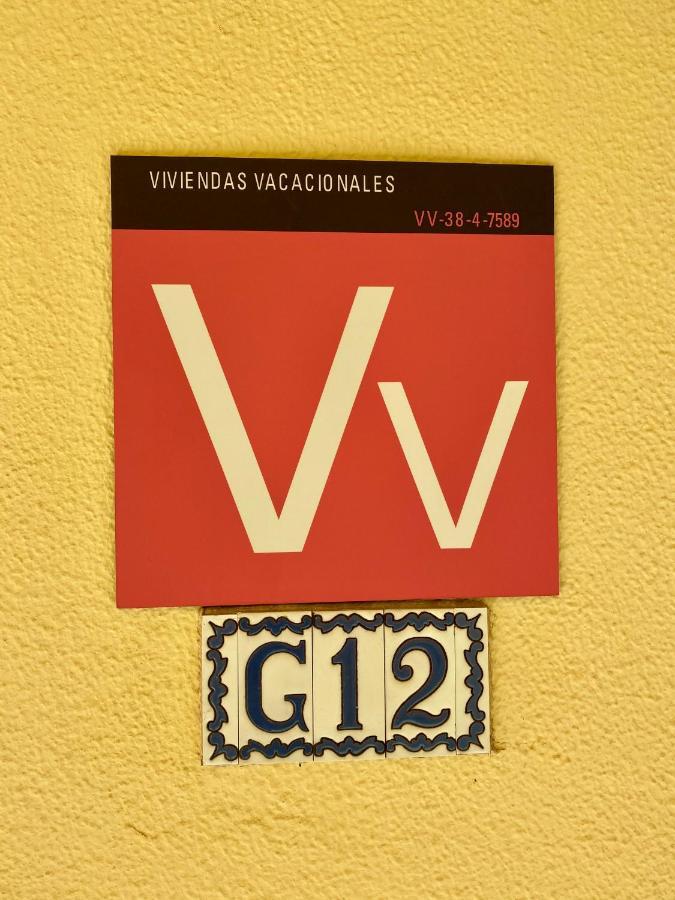 VIVIENDAS VACACIONALES
VV-38-4-7589
Vv
G12